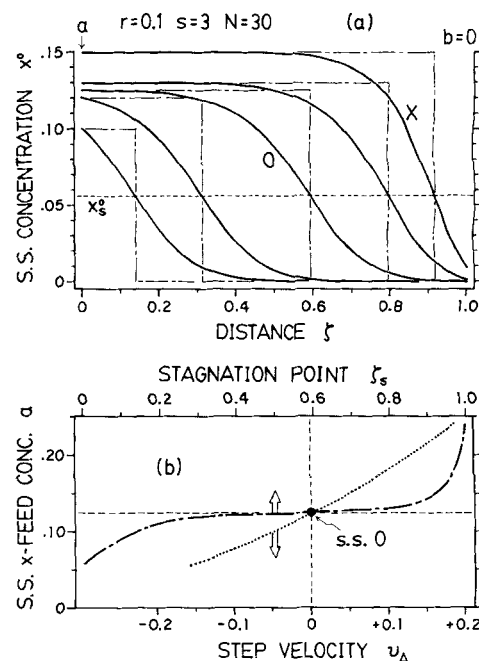 a r=0.1 s=3 N=30 (a) b=0
S.S. CONCENTRATION x°
.15
.10
.05
0
X
O
x°s
0 0.2 0.4 0.6 0.8 1.0
DISTANCE ζ
STAGNATION POINT ζs
0 0.2 0.4 0.6 0.8 1.0
S.S. X-FEED CONC. a
.20
.10
0
(b)
s.s. O
-0.2 -0.1 0 +0.1 +0.2
STEP VELOCITY υΔ